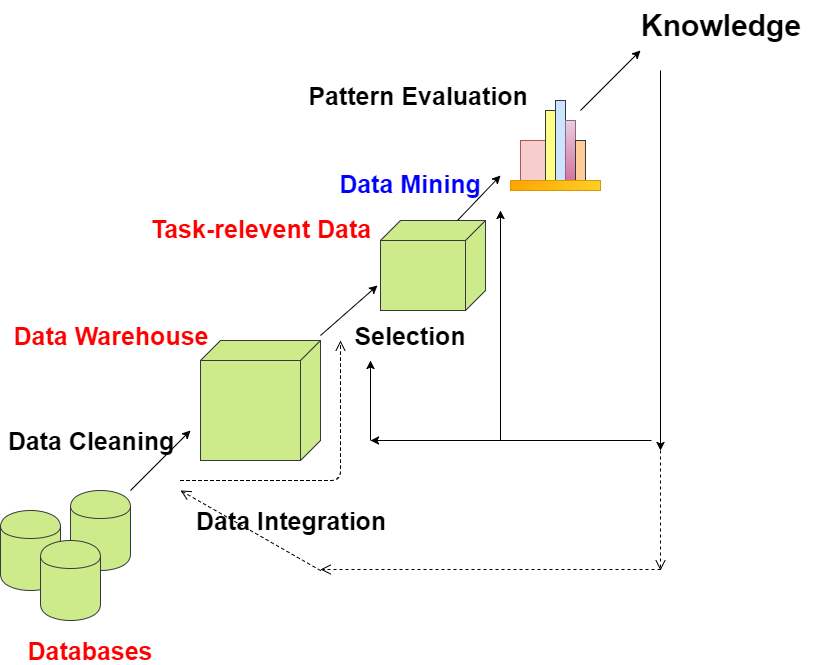 Knowledge
Pattern Evaluation
Data Mining
Task-relevent Data
Data Warehouse
Selection
Data Cleaning
Data Integration
Databases